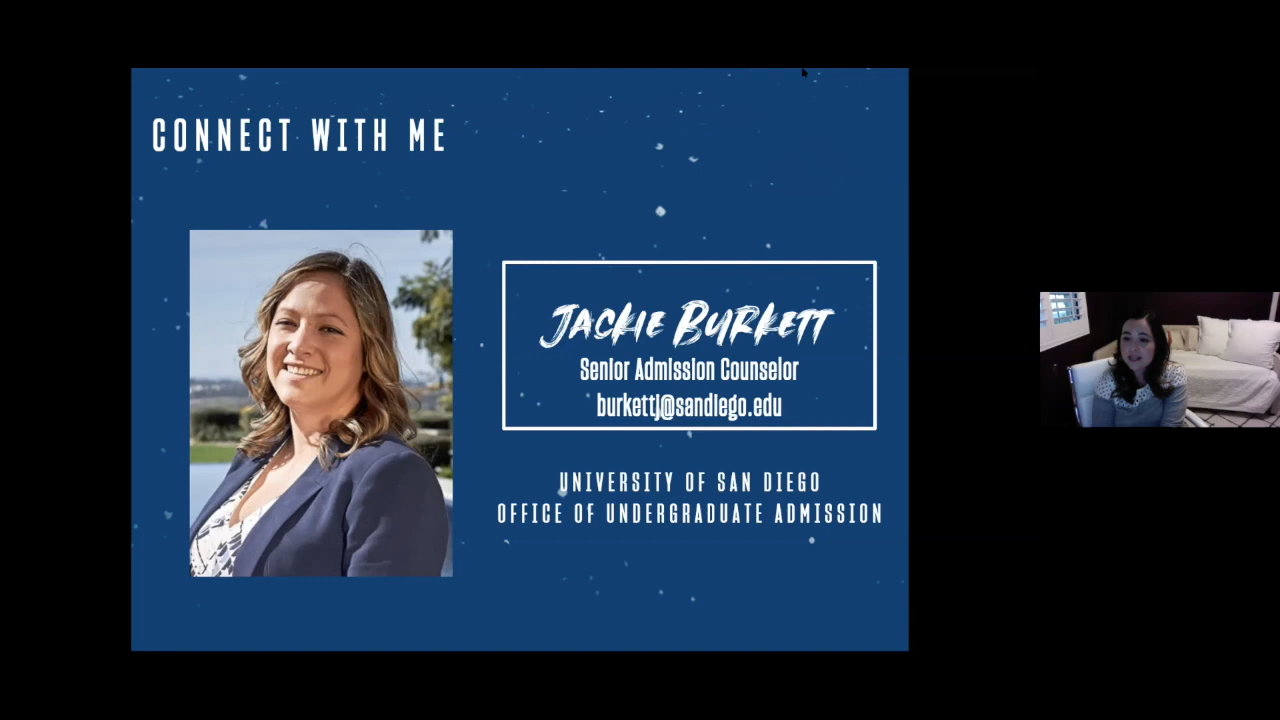 CONNECT WITH ME
JACKIE BURKETT
Senior Admission Counselor
burkettj@sandiego.edu
UNIVERSITY OF SAN DIEGO
OFFICE OF UNDERGRADUATE ADMISSION